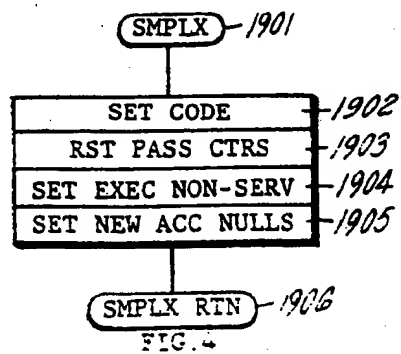 SMPLX 1901
SET CODE 1902
RST PASS CTRS 1903
SET EXEC NON-SERV 1904
SET NEW ACC NULLS 1905
SMPLX RTN 1906
FIG.4